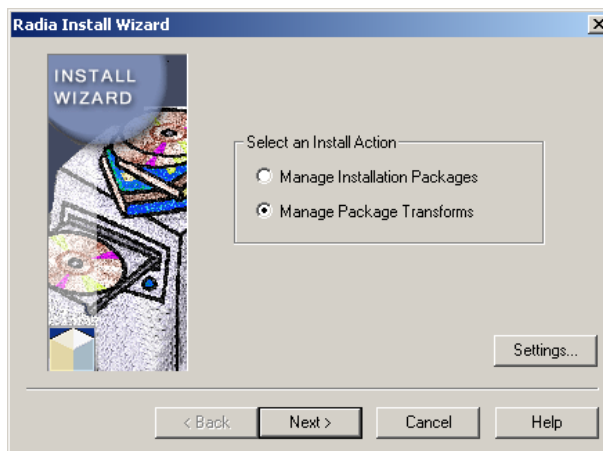 Radia Install Wizard
INSTALL
WIZARD
Select an Install Action
Manage Installation Packages
Manage Package Transforms
Settings...
< Back
Next >
Cancel
Help